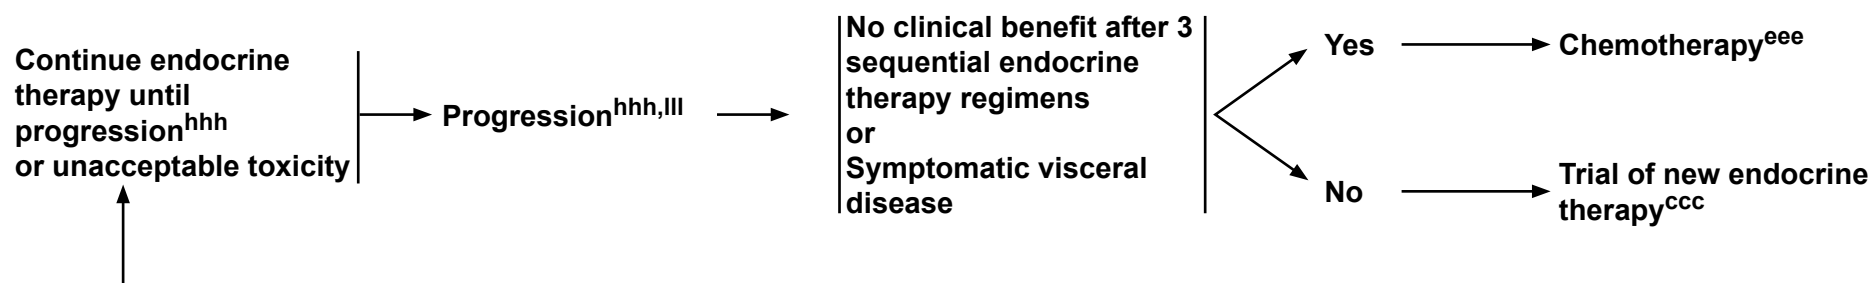 Continue endocrine
therapy until
progressionhhh
or unacceptable toxicity
Progressionhhh,lll
No clinical benefit after 3
sequential endocrine
therapy regimens
or
Symptomatic visceral
disease
Yes
Chemotherapyeee
No
Trial of new endocrine
therapyccc